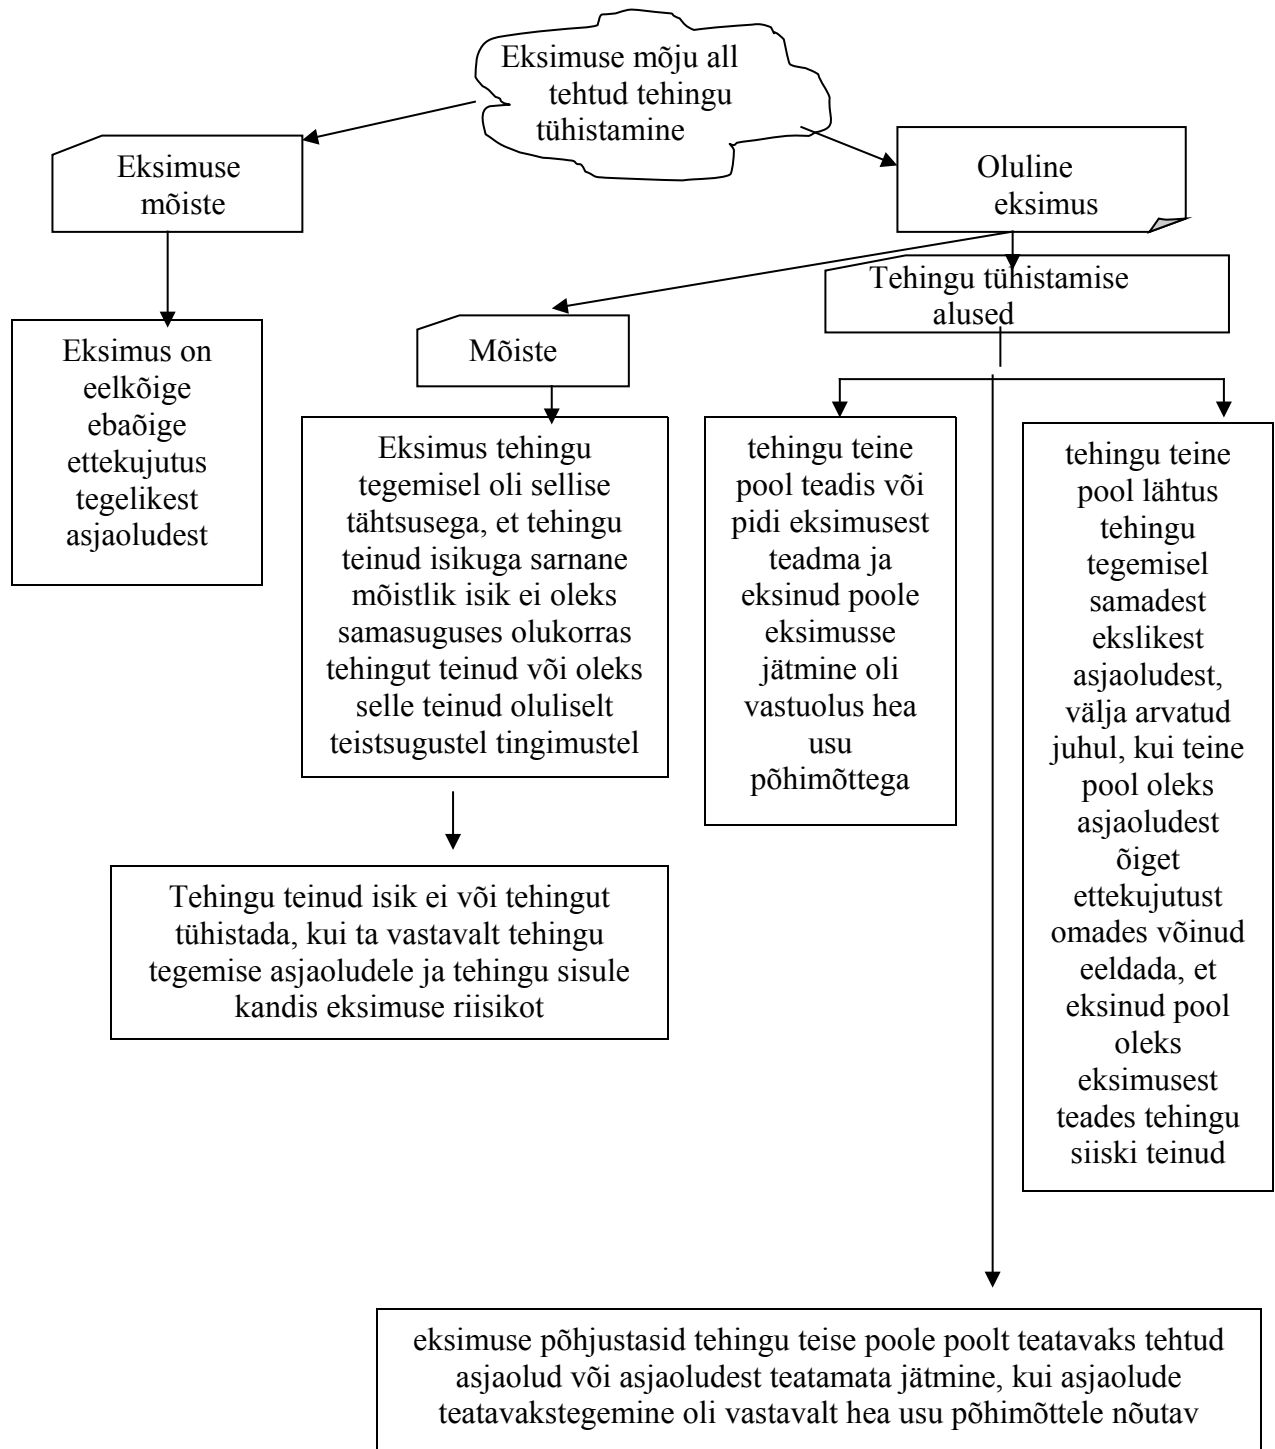 Eksimuse mõju all
tehtud tehingu
tühistamine
Eksimuse
mõiste
Oluline
eksimus
Tehingu tühistamise
alused
Mõiste
Eksimus on
eelkõige
ebaõige
ettekujutus
tegelikest
asjaoludest
Eksimus tehingu
tegemisel oli sellise
tähtsusega, et tehingu
teinud isikuga sarnane
mõistlik isik ei oleks
samasuguses olukorras
tehingut teinud või oleks
selle teinud oluliselt
teistsugustel tingimustel
tehingu teine
pool teadis või
pidi eksimusest
teadma ja
eksinud poole
eksimusse
jätmine oli
vastuolus hea
usu
põhimõttega
tehingu teine
pool lähtus
tehingu
tegemisel
samadest
ekslikest
asjaoludest,
välja arvatud
juhul, kui teine
pool oleks
asjaoludest
õiget
ettekujutust
omades võinud
eeldada, et
eksinud pool
oleks
eksimusest
teades tehingu
siiski teinud
Tehingu teinud isik ei või tehingut
tühistada, kui ta vastavalt tehingu
tegemise asjaoludele ja tehingu sisule
kandis eksimuse riisikot
eksimuse põhjustasid tehingu teise poole poolt teatavaks tehtud
asjaolud või asjaoludest teatamata jätmine, kui asjaolude
teatavakstegemine oli vastavalt hea usu põhimõttele nõutav